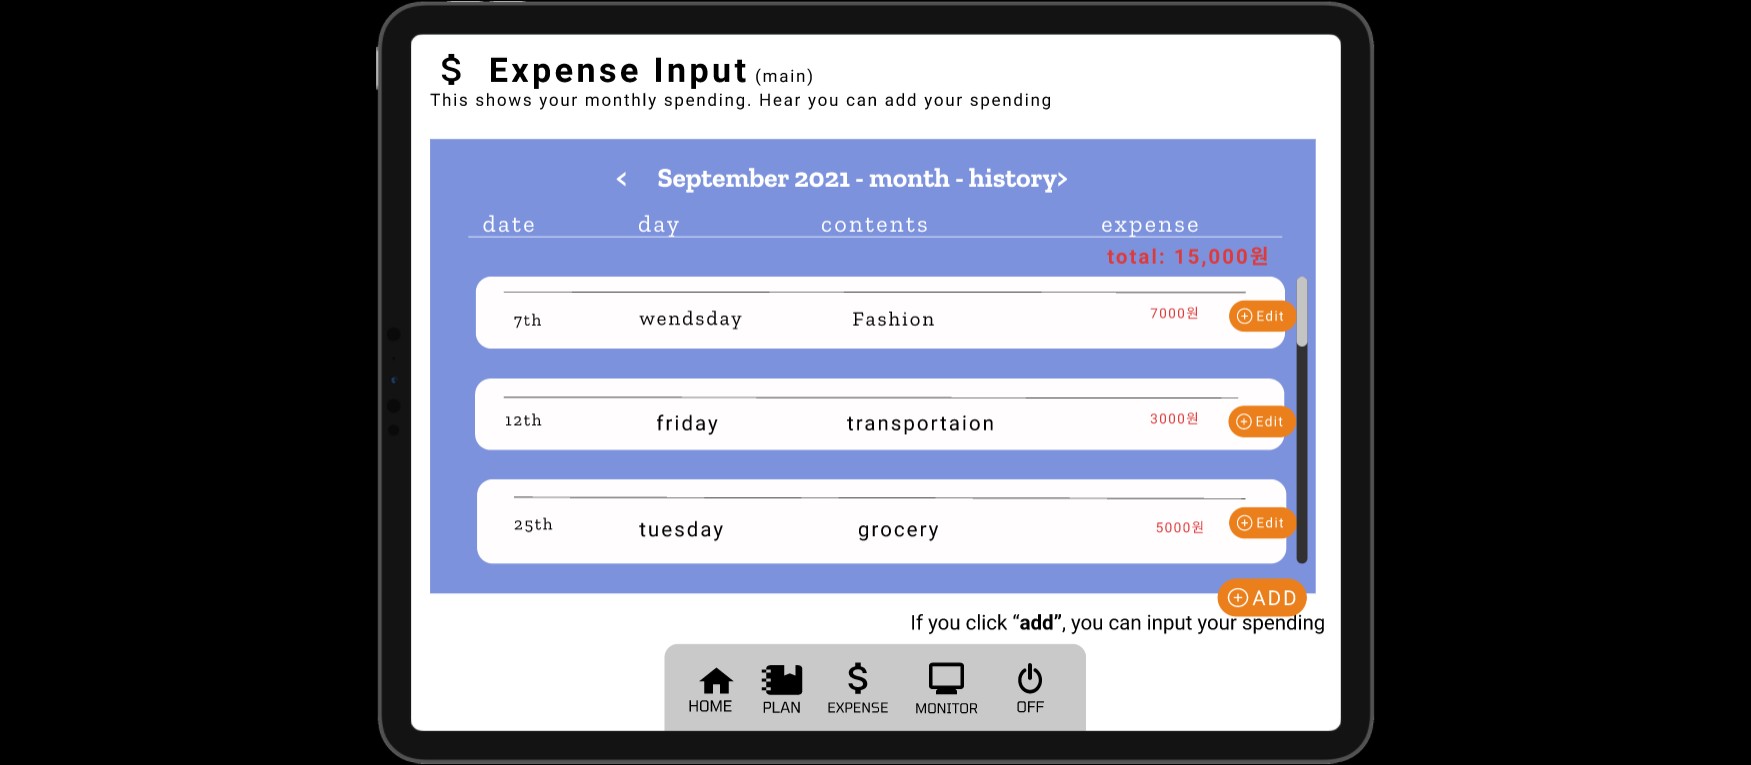 $ Expense Input (main)
This shows your monthly spending. Hear you can add your spending
< September 2021 - month - history>
date day contents expense
total: 15,000원
7th wendsday Fashion 7000원 Edit
12th friday transportaion 3000원 Edit
25th tuesday grocery 5000원 Edit
ADD
If you click “add”, you can input your spending
HOME PLAN EXPENSE MONITOR OFF